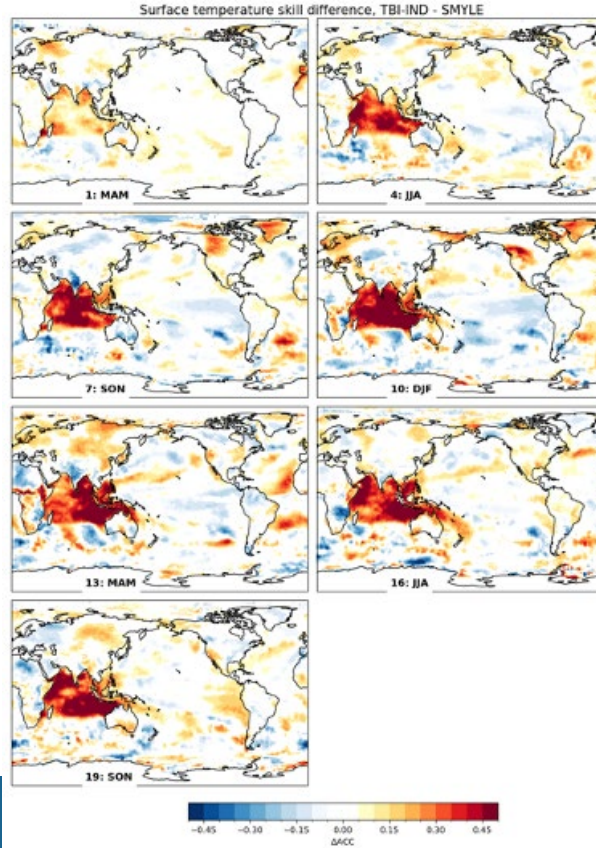 Surface temperature skill difference, TBI-IND - SMYLE
1: MAM
4: JJA
7: SON
10: DJF
13: MAM
16: JJA
19: SON
-0.45 -0.30 -0.15 0.00 0.15 0.30 0.45
ΔACC